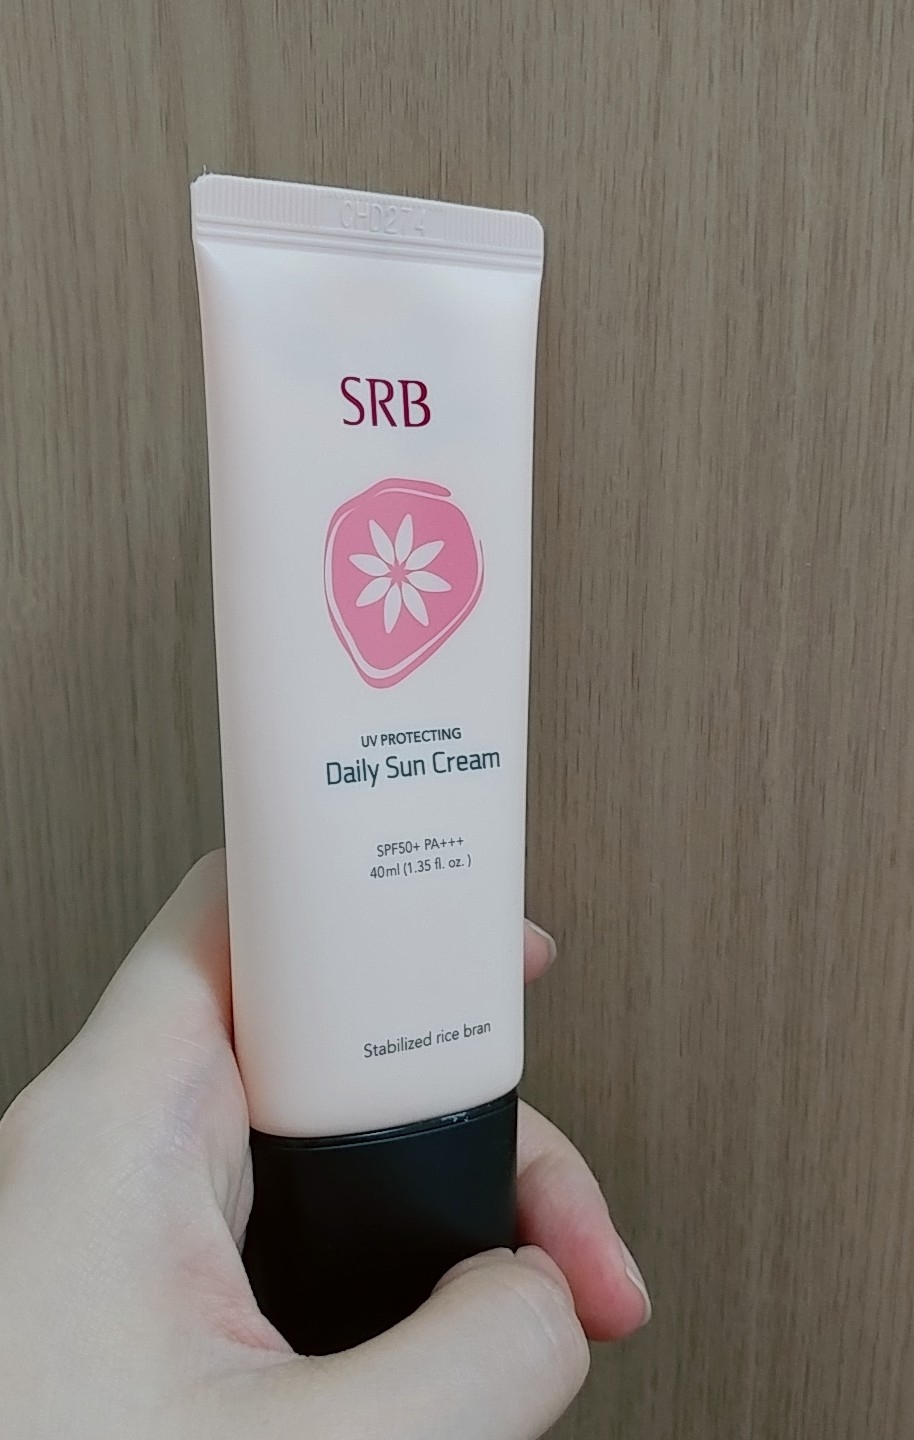 CHD274
SRB
UV PROTECTING
Daily Sun Cream
SPF50+ PA+++
40ml (1.35 fl. oz. )
Stabilized rice bran